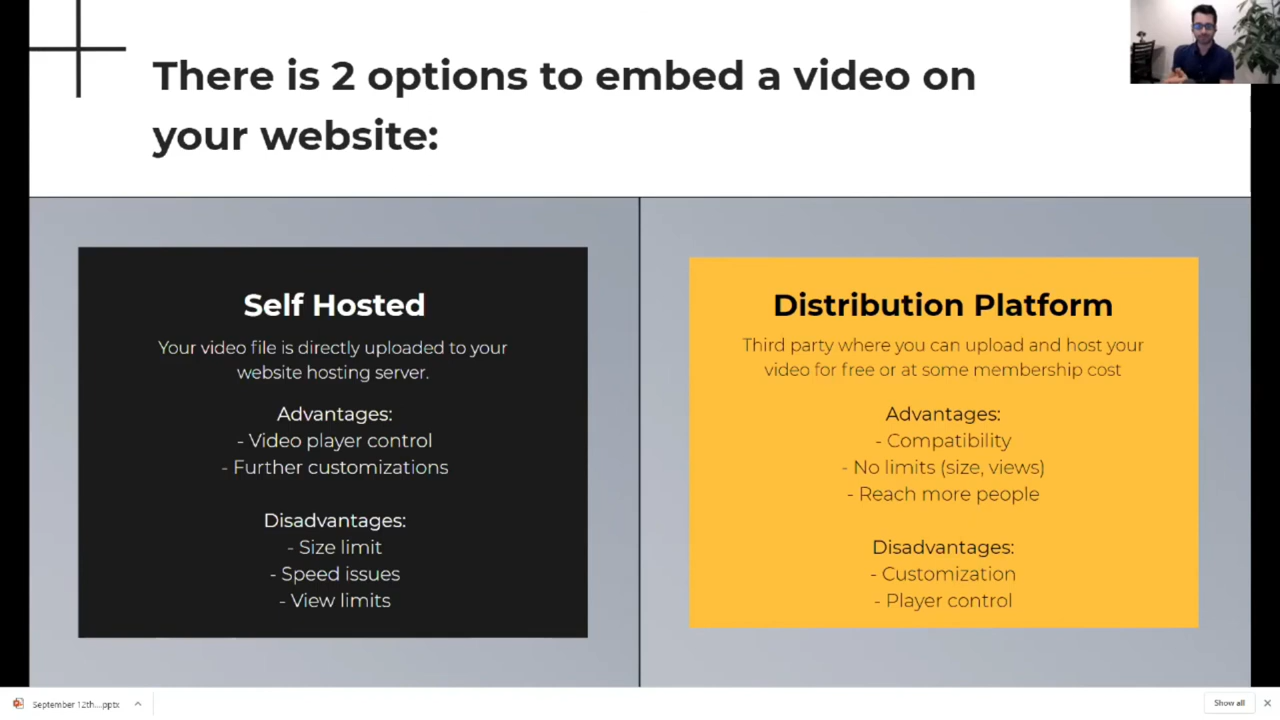 There is 2 options to embed a video on
your website:
Self Hosted
Your video file is directly uploaded to your
website hosting server.
Advantages:
- Video player control
- Further customizations
Disadvantages:
- Size limit
- Speed issues
- View limits
Distribution Platform
Third party where you can upload and host your
video for free or at some membership cost
Advantages:
- Compatibility
- No limits (size, views)
- Reach more people
Disadvantages:
- Customization
- Player control
September 12th....pptx
Show all